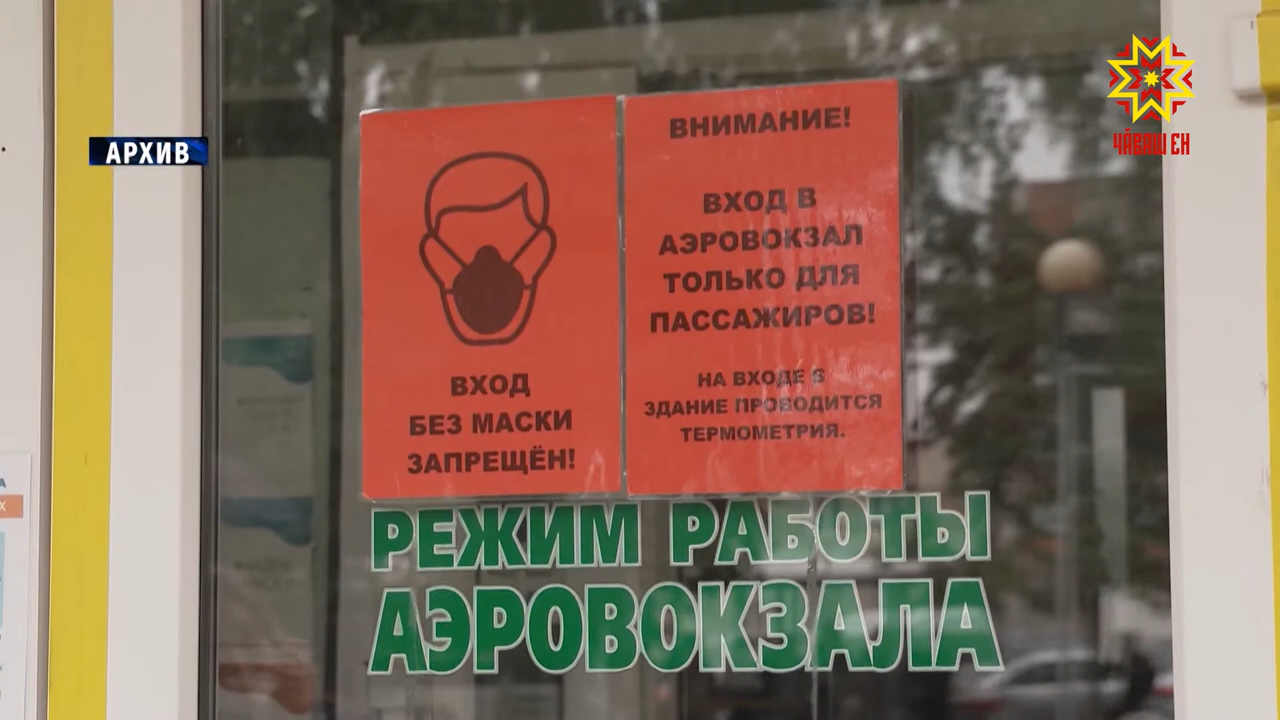 АРХИВ
ЧӐВАШ ЕН
ВХОД
БЕЗ МАСКИ
ЗАПРЕЩЁН!
ВНИМАНИЕ!
ВХОД В
АЭРОВОКЗАЛ
ТОЛЬКО ДЛЯ
ПАССАЖИРОВ!
НА ВХОДЕ В
ЗДАНИЕ ПРОВОДИТСЯ
ТЕРМОМЕТРИЯ.
РЕЖИМ РАБОТЫ
АЭРОВОКЗАЛА